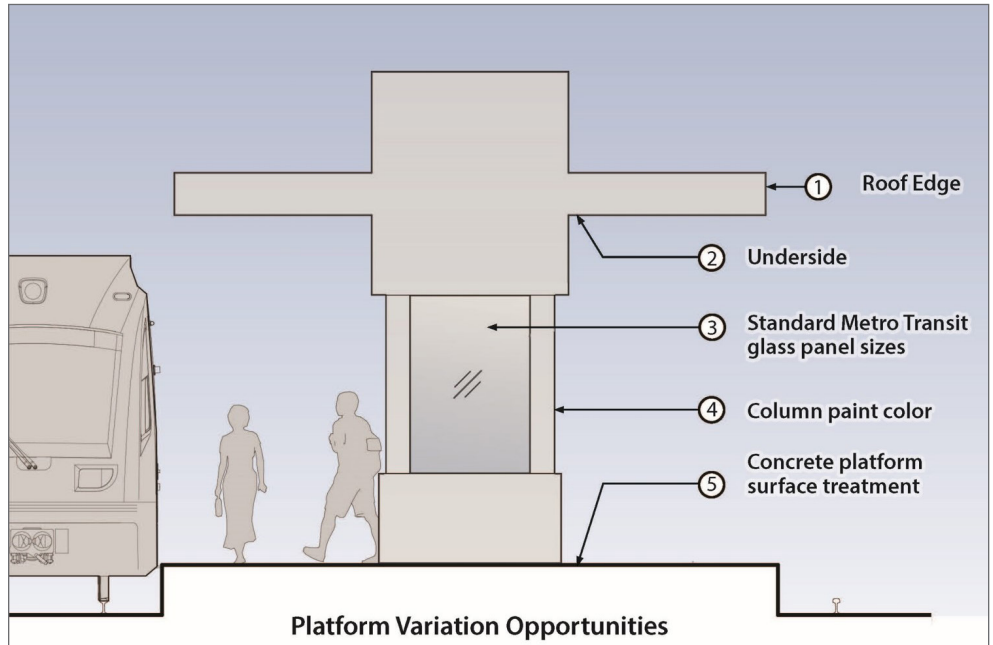 1 Roof Edge
2 Underside
3 Standard Metro Transit
glass panel sizes
4 Column paint color
Concrete platform
5 surface treatment
Platform Variation Opportunities